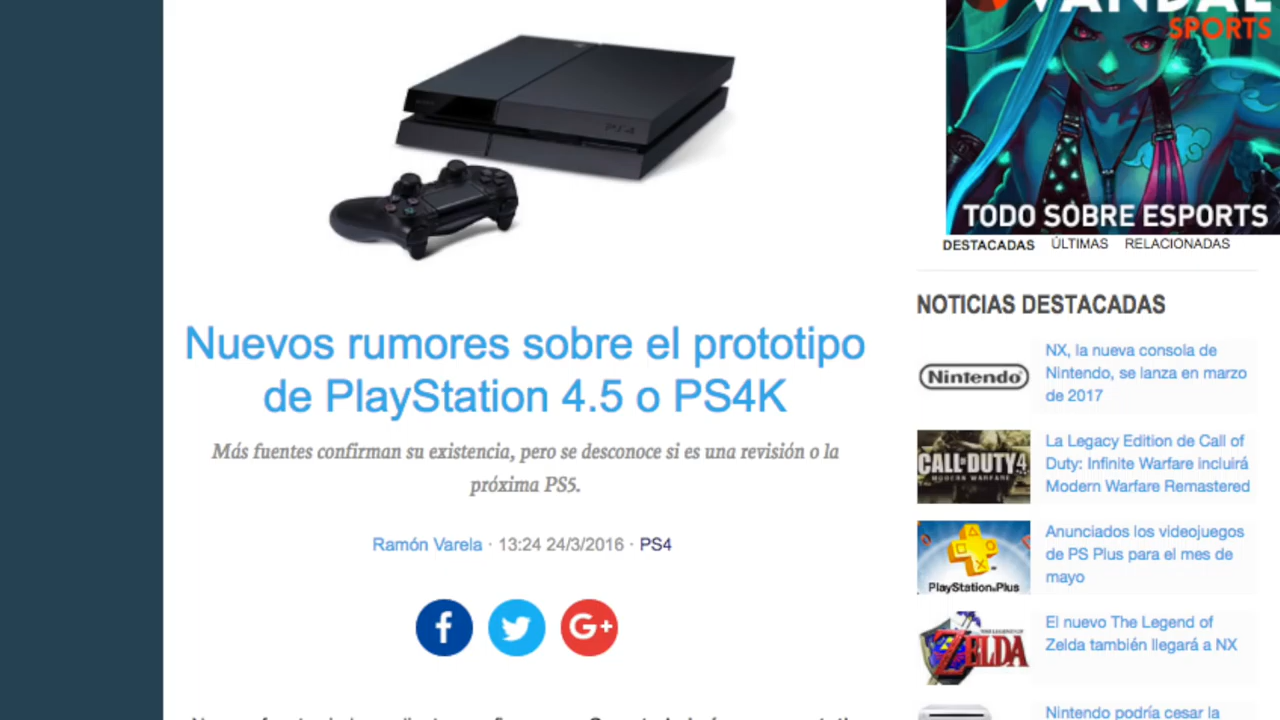 PS4
Nuevos rumores sobre el prototipo
de PlayStation 4.5 o PS4K
Más fuentes confirman su existencia, pero se desconoce si es una revisión o la
próxima PS5.
Ramón Varela · 13:24 24/3/2016 · PS4
f
G+
VANDAL
SPORTS
TODO SOBRE ESPORTS
DESTACADAS ÚLTIMAS RELACIONADAS
NOTICIAS DESTACADAS
Nintendo
NX, la nueva consola de
Nintendo, se lanza en marzo
de 2017
CALL OF DUTY 4
MODERN WARFARE
La Legacy Edition de Call of
Duty: Infinite Warfare incluirá
Modern Warfare Remastered
PlayStation Plus
Anunciados los videojuegos
de PS Plus para el mes de
mayo
THE LEGEND OF
ZELDA
El nuevo The Legend of
Zelda también llegará a NX
Nintendo podría cesar la